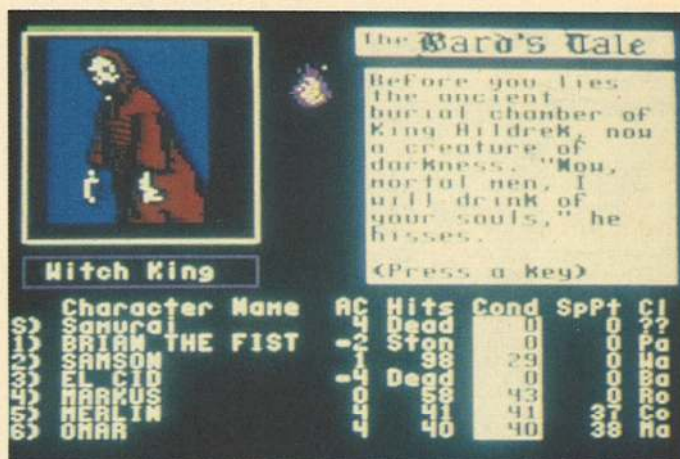 The Bard's Tale
Before you lies
the ancient
burial chamber of
King Aildrek, now
a creature of
darkness. "Now,
mortal men, I
will drink of
your souls," he
hisses.
(Press a key)
Witch King
Character Name AC Hits Cond SpPt Cl
S) Samurai 4 Dead 0 0 ??
1) BRIAN THE FIST -2 Ston 0 0 Pa
2) SAMSON 1 98 29 0 Wa
3) EL CID -4 Dead 0 0 Ba
4) MARKUS 0 58 43 0 Ro
5) MERLIN 4 41 41 37 Co
6) OMAR 4 40 40 38 Ma